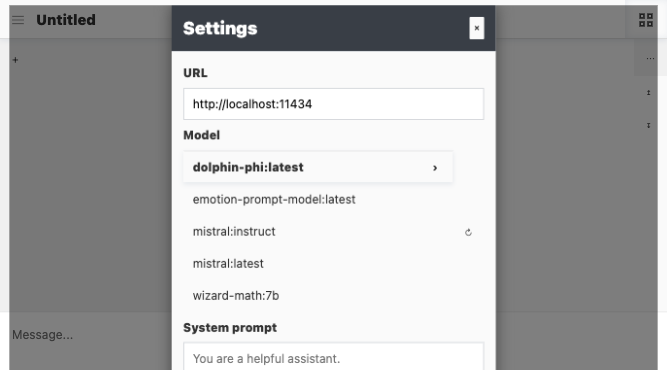 Untitled
Settings
URL
http://localhost:11434
Model
dolphin-phi:latest
emotion-prompt-model:latest
mistral:instruct
mistral:latest
wizard-math:7b
System prompt
You are a helpful assistant.
Message...